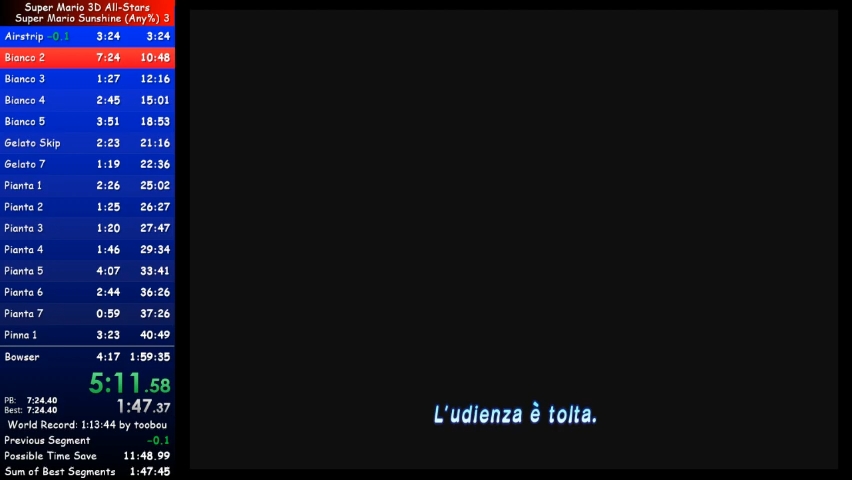 Super Mario 3D All-Stars
Super Mario Sunshine (Any%) 3
Airstrip -0.1 3:24 3:24
Bianco 2 7:24 10:48
Bianco 3 1:27 12:16
Bianco 4 2:45 15:01
Bianco 5 3:51 18:53
Gelato Skip 2:23 21:16
Gelato 7 1:19 22:36
Pianta 1 2:26 25:02
Pianta 2 1:25 26:27
Pianta 3 1:20 27:47
Pianta 4 1:46 29:34
Pianta 5 4:07 33:41
Pianta 6 2:44 36:26
Pianta 7 0:59 37:26
Pinna 1 3:23 40:49
Bowser 4:17 1:59:35
5:11.58
PB: 7:24.40
Best: 7:24.40
1:47.37
World Record: 1:13:44 by toobou
Previous Segment -0.1
Possible Time Save 11:48.99
Sum of Best Segments 1:47:45
L'udienza è tolta.